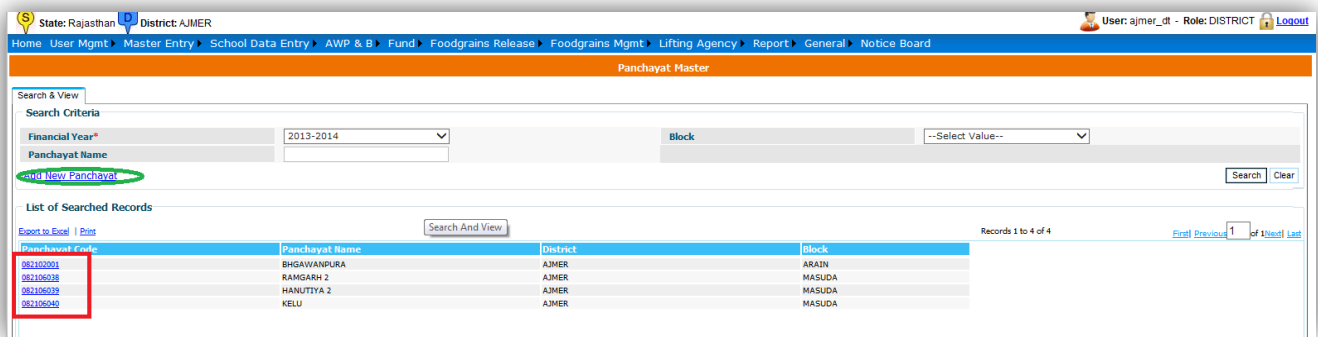 S State: Rajasthan D District: AJMER User: ajmer_dt - Role: DISTRICT Logout
Home User Mgmt Master Entry School Data Entry AWP & B Fund Foodgrains Release Foodgrains Mgmt Lifting Agency Report General Notice Board
Panchayat Master
Search & View
Search Criteria
Financial Year* 2013-2014 Block --Select Value--
Panchayat Name
Add New Panchayat Search Clear
List of Searched Records
Search And View
Export to Excel | Print Records 1 to 4 of 4 First| Previous 1 of 1Next| Last
Panchayat Code Panchayat Name District Block
082102001 BHGAWANPURA AJMER ARAIN
082106038 RAMGARH 2 AJMER MASUDA
082106039 HANUTIYA 2 AJMER MASUDA
082106040 KELU AJMER MASUDA